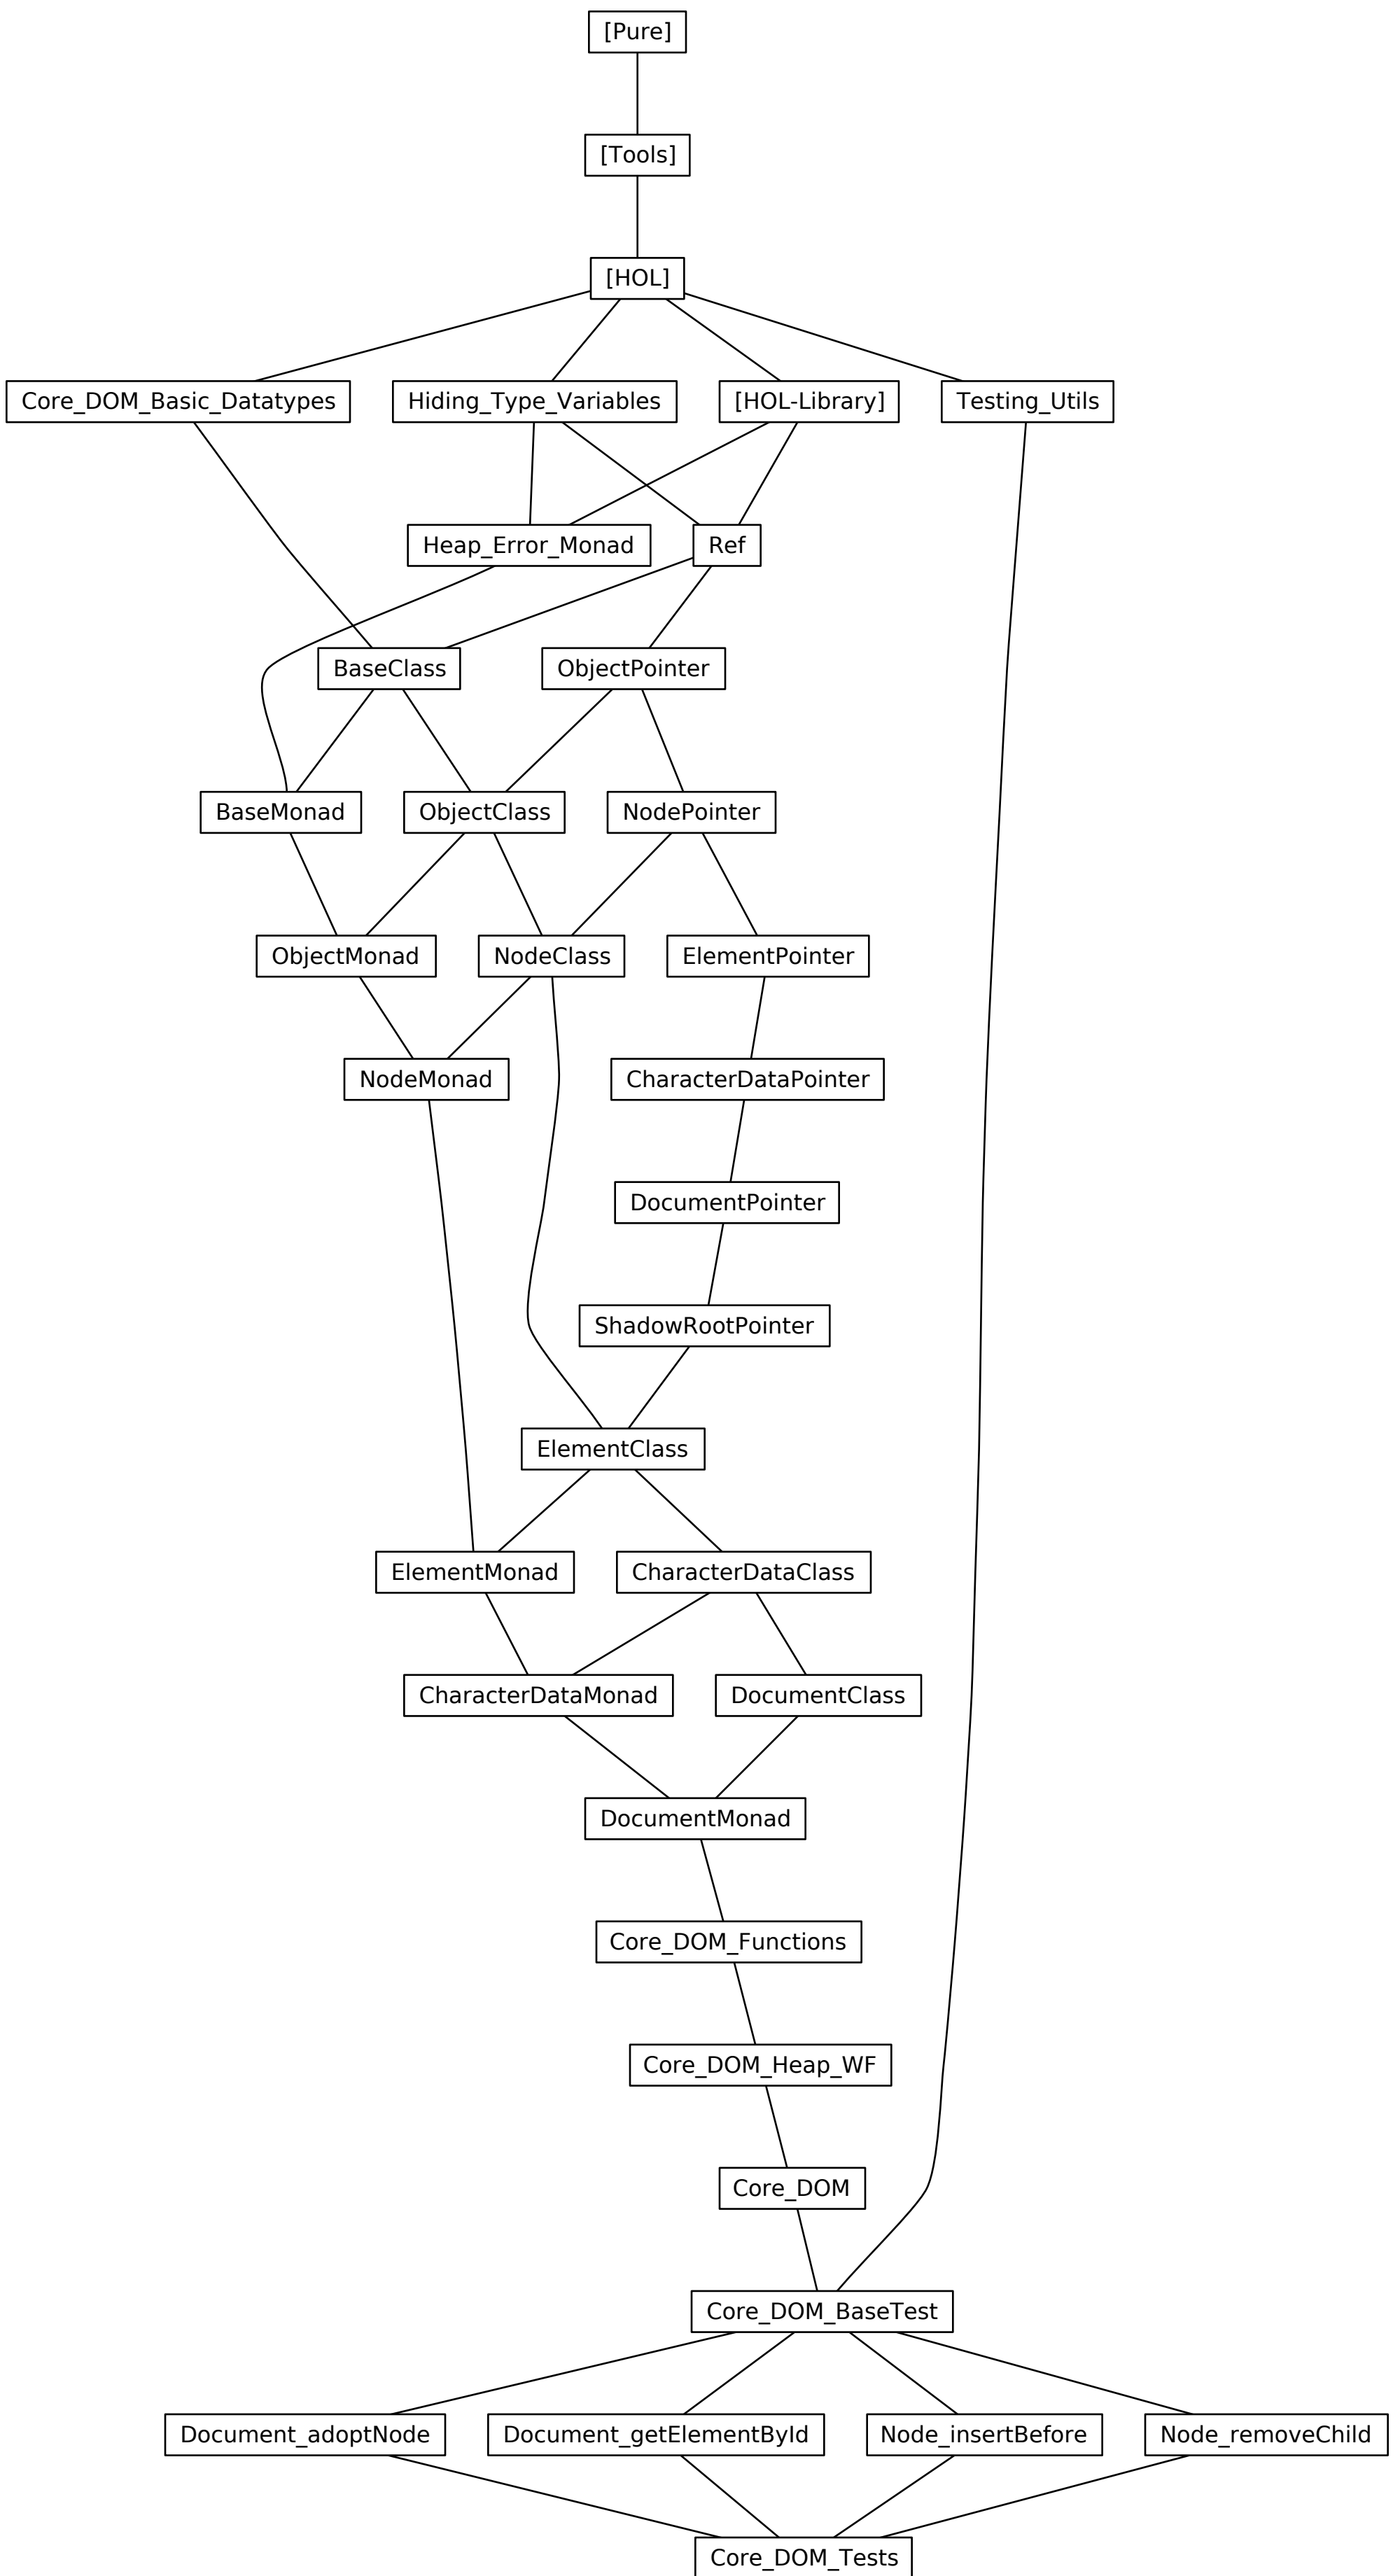 [Pure]
[Tools]
[HOL]
Core_DOM_Basic_Datatypes
Hiding_Type_Variables
[HOL-Library]
Testing_Utils
Heap_Error_Monad
Ref
BaseClass
ObjectPointer
BaseMonad
ObjectClass
NodePointer
ObjectMonad
NodeClass
ElementPointer
NodeMonad
CharacterDataPointer
DocumentPointer
ShadowRootPointer
ElementClass
ElementMonad
CharacterDataClass
CharacterDataMonad
DocumentClass
DocumentMonad
Core_DOM_Functions
Core_DOM_Heap_WF
Core_DOM
Core_DOM_BaseTest
Document_adoptNode
Document_getElementById
Node_insertBefore
Node_removeChild
Core_DOM_Tests